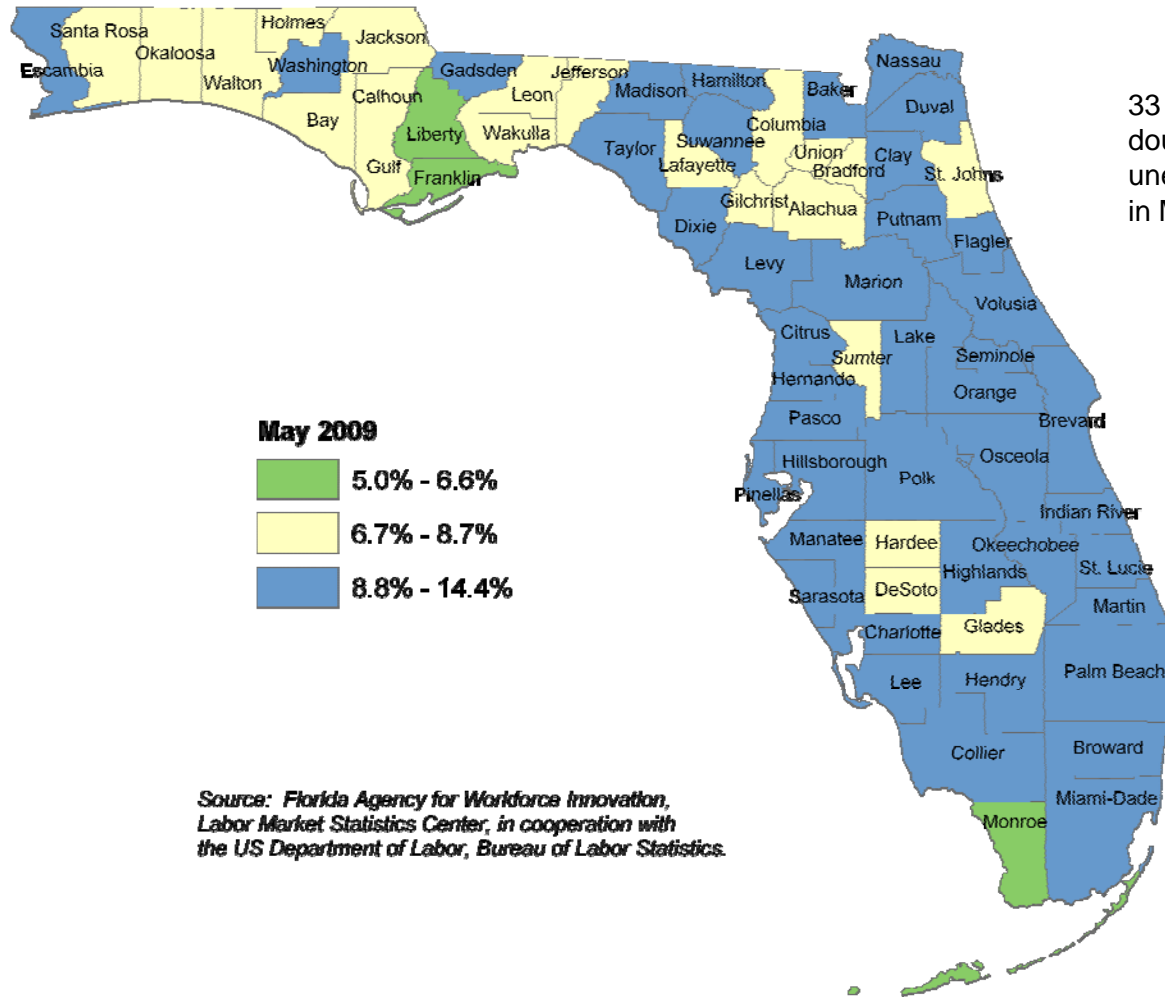 Santa Rosa
Okaloosa
Holmes
Jackson
Escambia
Walton
Washington
Calhoun
Bay
Gulf
Gadsden
Liberty
Franklin
Leon
Jefferson
Wakulla
Madison
Hamilton
Taylor
Suwannee
Lafayette
Columbia
Baker
Nassau
Duval
Union
Bradford
Clay
St. Johns
Gilchrist
Alachua
Dixie
Putnam
Flagler
Levy
Marion
Volusia
Citrus
Lake
Sumter
Seminole
Hernando
Orange
Pasco
Brevard
Hillsborough
Polk
Osceola
Pinellas
Indian River
Manatee
Hardee
Okeechobee
Highlands
St. Lucie
Sarasota
DeSoto
Martin
Charlotte
Glades
Lee
Hendry
Palm Beach
Collier
Broward
Miami-Dade
Monroe
33
dou
une
in M
May 2009
5.0% - 6.6%
6.7% - 8.7%
8.8% - 14.4%
Source: Florida Agency for Workforce Innovation,
Labor Market Statistics Center, in cooperation with
the US Department of Labor, Bureau of Labor Statistics.